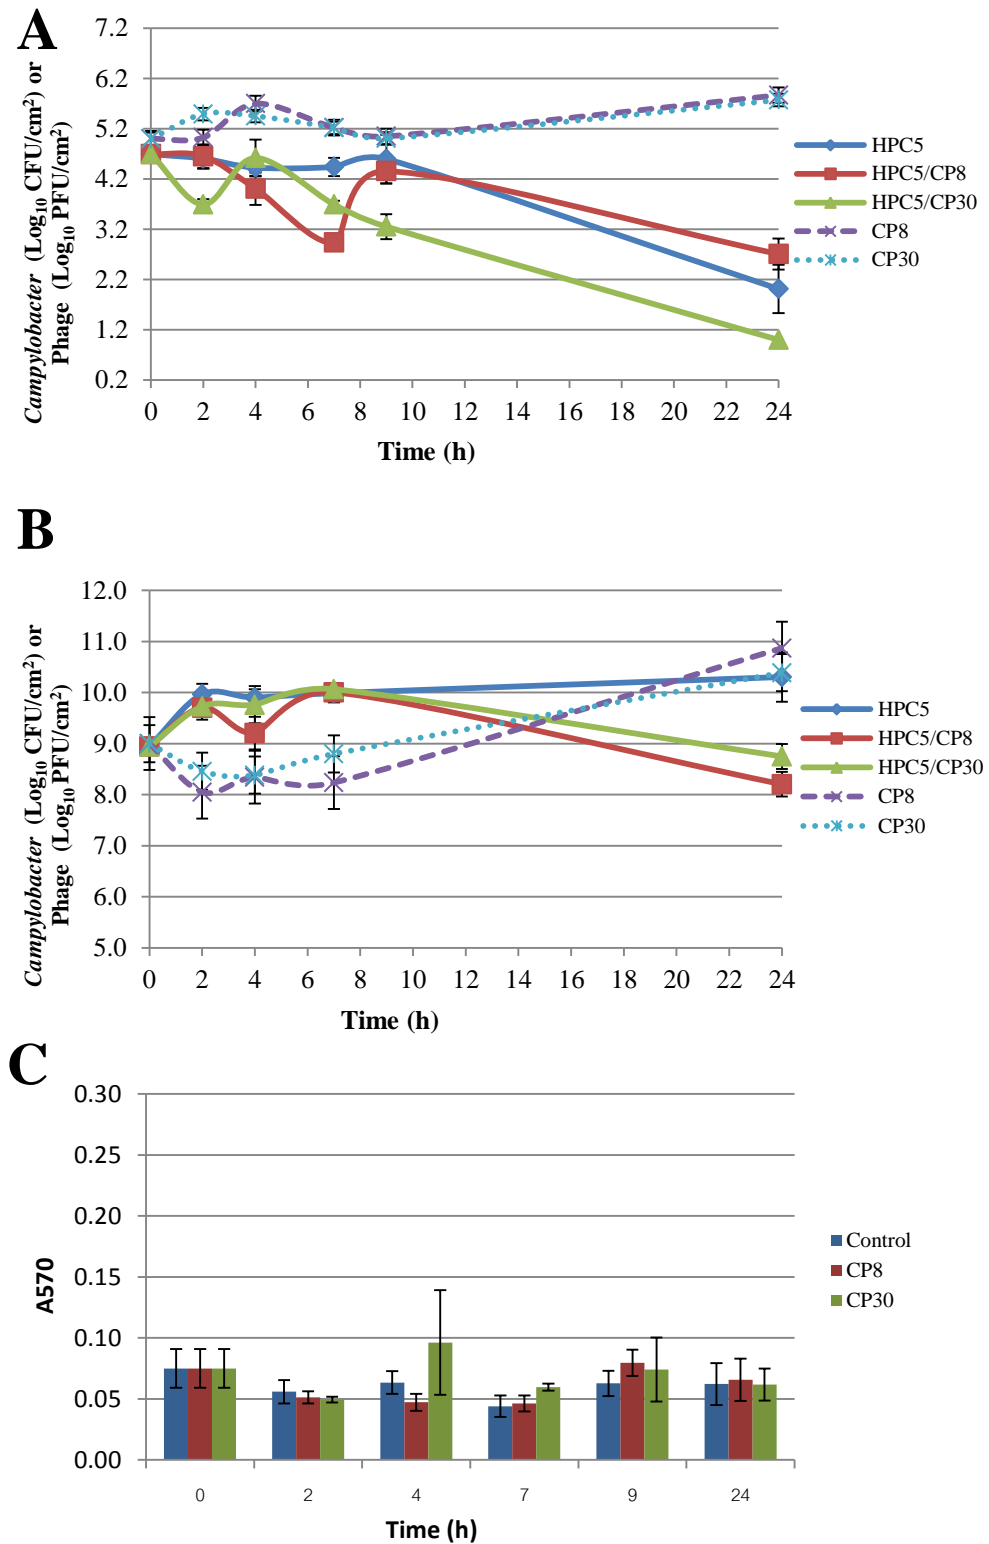 A
Campylobacter (Log10 CFU/cm2) or
Phage (Log10 PFU/cm2)
7.2
6.2
5.2
4.2
3.2
2.2
1.2
0.2
0 2 4 6 8 10 12 14 16 18 20 22 24
Time (h)
HPC5
HPC5/CP8
HPC5/CP30
CP8
CP30
B
Campylobacter (Log10 CFU/cm2) or
Phage (Log10 PFU/cm2)
12.0
11.0
10.0
9.0
8.0
7.0
6.0
5.0
0 2 4 6 8 10 12 14 16 18 20 22 24
Time (h)
HPC5
HPC5/CP8
HPC5/CP30
CP8
CP30
C
A570
0.30
0.25
0.20
0.15
0.10
0.05
0.00
0 2 4 7 9 24
Time (h)
Control
CP8
CP30